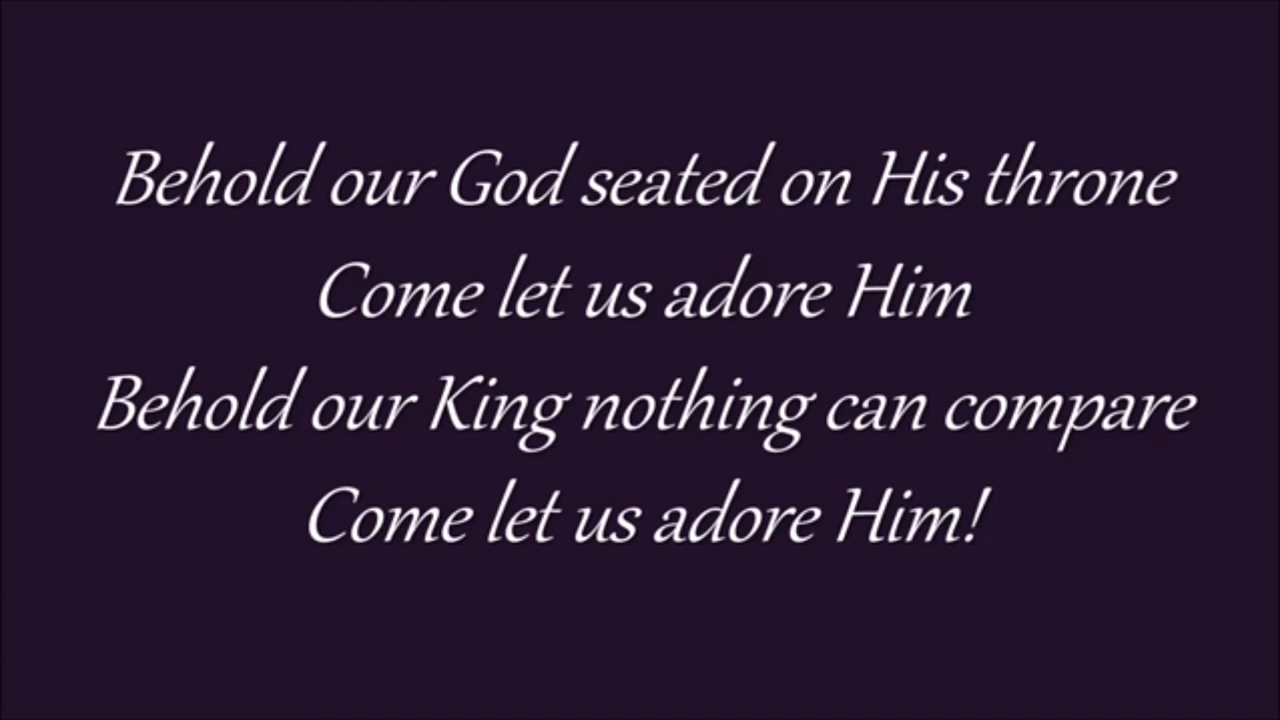 Behold our God seated on His throne
Come let us adore Him
Behold our King nothing can compare
Come let us adore Him!